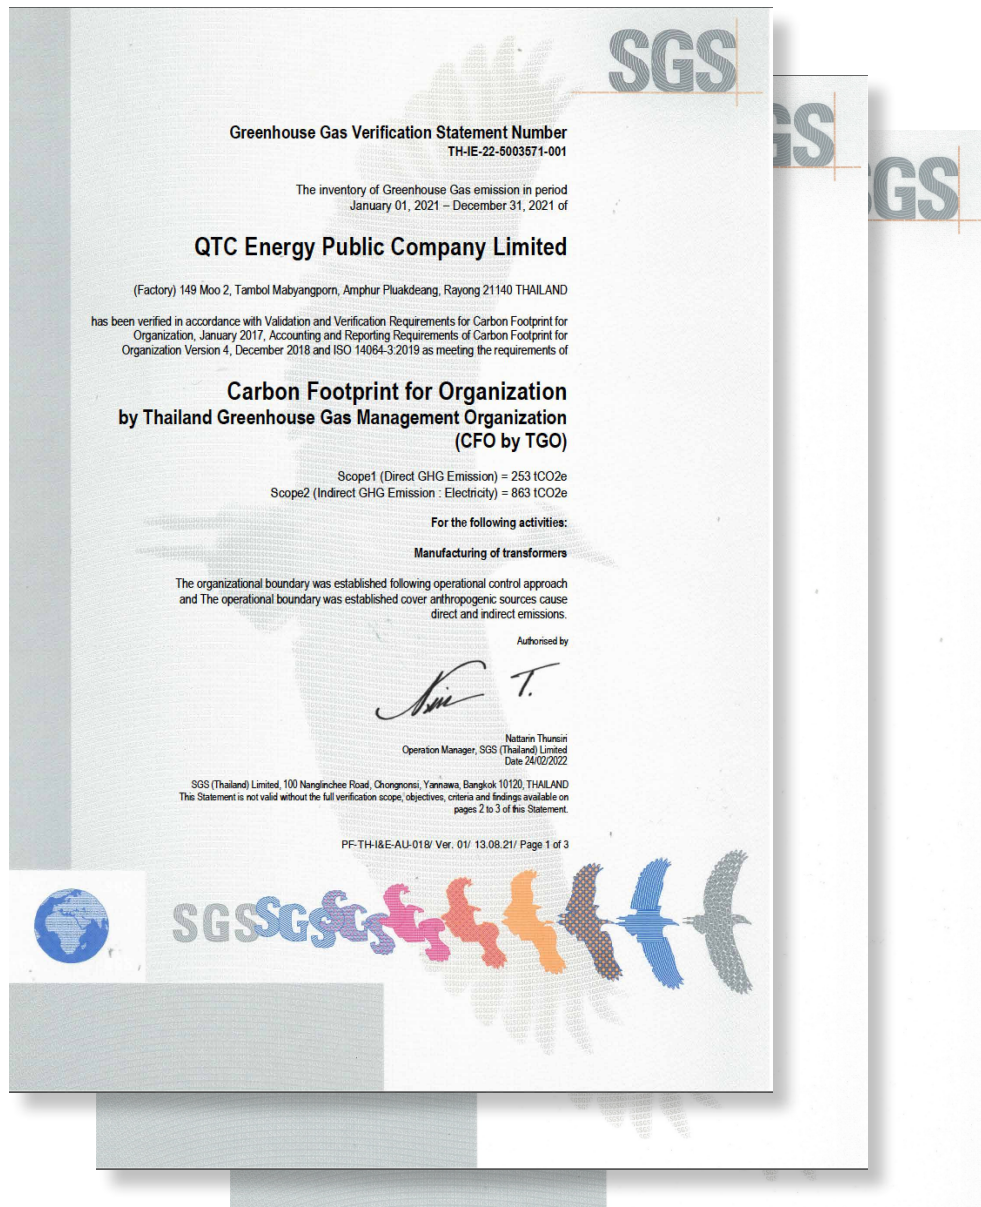 SGS
GS
GS
Greenhouse Gas Verification Statement Number
TH-IE-22-5003571-001
The inventory of Greenhouse Gas emission in period
January 01, 2021 – December 31, 2021 of
QTC Energy Public Company Limited
(Factory) 149 Moo 2, Tambol Mabyangporn, Amphur Pluakdeang, Rayong 21140 THAILAND
has been verified in accordance with Validation and Verification Requirements for Carbon Footprint for
Organization, January 2017, Accounting and Reporting Requirements of Carbon Footprint for
Organization Version 4, December 2018 and ISO 14064-3:2019 as meeting the requirements of
Carbon Footprint for Organization
by Thailand Greenhouse Gas Management Organization
(CFO by TGO)
Scope1 (Direct GHG Emission) = 253 tCO2e
Scope2 (Indirect GHG Emission : Electricity) = 863 tCO2e
For the following activities:
Manufacturing of transformers
The organizational boundary was established following operational control approach
and The operational boundary was established cover anthropogenic sources cause
direct and indirect emissions.
Authorised by
T.
Nattarin Thunsiri
Operation Manager, SGS (Thailand) Limited
Date 24/02/2022
SGS (Thailand) Limited, 100 Nanglinchee Road, Chongnonsi, Yannawa, Bangkok 10120, THAILAND
This Statement is not valid without the full verification scope, objectives, criteria and findings available on
pages 2 to 3 of this Statement.
PF-TH-I&E-AU-018/ Ver. 01/ 13.08.21/ Page 1 of 3
SGS SGS SGS